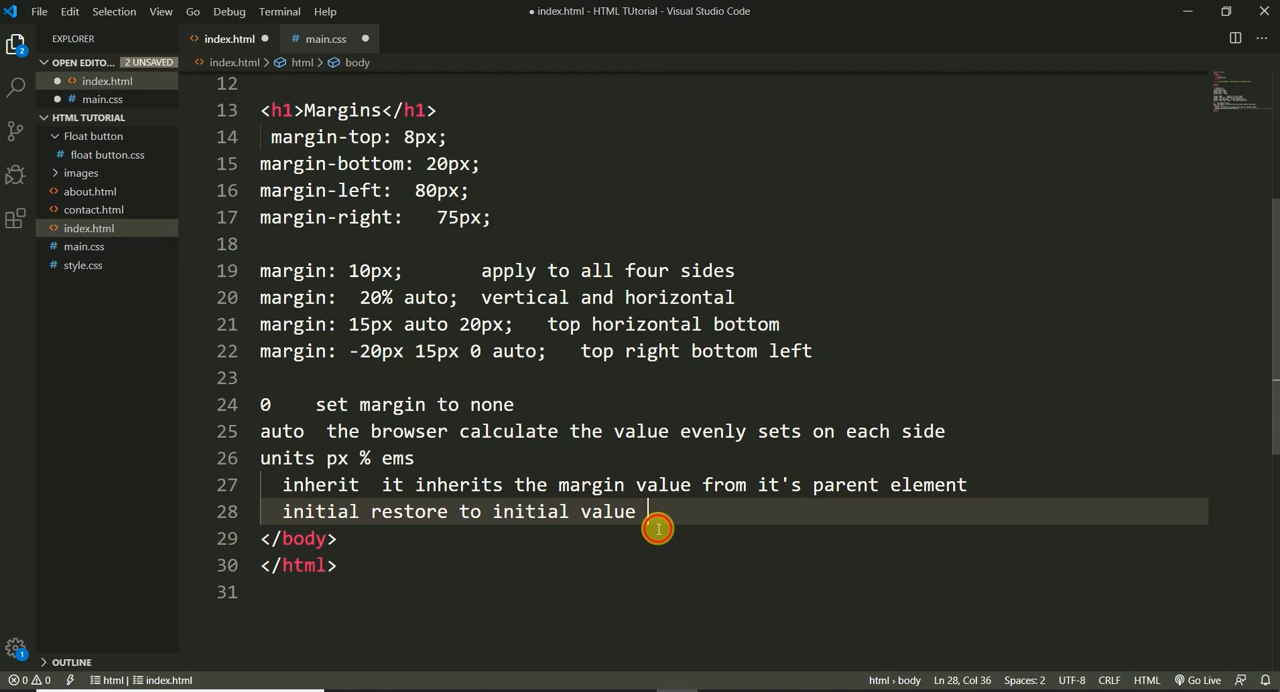 File Edit Selection View Go Debug Terminal Help
● index.html - HTML TUtorial - Visual Studio Code
EXPLORER
OPEN EDITO... 2 UNSAVED
index.html
main.css
HTML TUTORIAL
Float button
float button.css
images
about.html
contact.html
index.html
main.css
style.css
OUTLINE
index.html main.css
index.html > html > body
12
13 <h1>Margins</h1>
14 margin-top: 8px;
15 margin-bottom: 20px;
16 margin-left: 80px;
17 margin-right: 75px;
18
19 margin: 10px; apply to all four sides
20 margin: 20% auto; vertical and horizontal
21 margin: 15px auto 20px; top horizontal bottom
22 margin: -20px 15px 0 auto; top right bottom left
23
24 0 set margin to none
25 auto the browser calculate the value evenly sets on each side
26 units px % ems
27 inherit it inherits the margin value from it's parent element
28 initial restore to initial value
29 </body>
30 </html>
31
2
1
0 0 html | index.html html › body Ln 28, Col 36 Spaces: 2 UTF-8 CRLF HTML Go Live